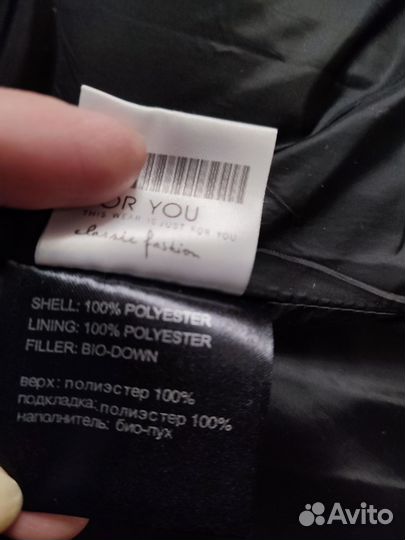 FOR YOU
THIS WEAR IS JUST FOR YOU
classic fashion
SHELL: 100% POLYESTER
LINING: 100% POLYESTER
FILLER: BIO-DOWN
верх: полиэстер 100%
подкладка: полиэстер 100%
наполнитель: био-пух
Avito